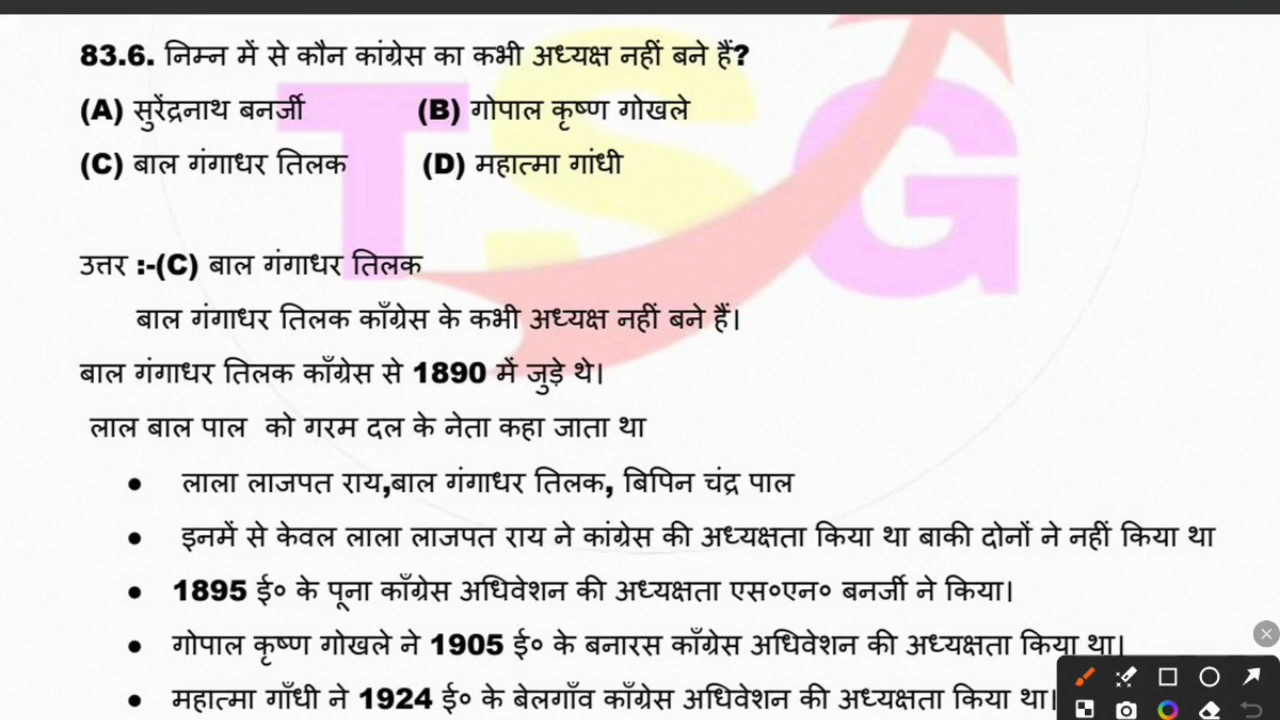 83.6. निम्न में से कौन कांग्रेस का कभी अध्यक्ष नहीं बने हैं?
(A) सुरेंद्रनाथ बनर्जी (B) गोपाल कृष्ण गोखले
(C) बाल गंगाधर तिलक (D) महात्मा गांधी
उत्तर :-(C) बाल गंगाधर तिलक
बाल गंगाधर तिलक काँग्रेस के कभी अध्यक्ष नहीं बने हैं।
बाल गंगाधर तिलक काँग्रेस से 1890 में जुड़े थे।
लाल बाल पाल को गरम दल के नेता कहा जाता था
● लाला लाजपत राय,बाल गंगाधर तिलक, बिपिन चंद्र पाल
● इनमें से केवल लाला लाजपत राय ने कांग्रेस की अध्यक्षता किया था बाकी दोनों ने नहीं किया था
● 1895 ई० के पूना काँग्रेस अधिवेशन की अध्यक्षता एस०एन० बनर्जी ने किया।
● गोपाल कृष्ण गोखले ने 1905 ई० के बनारस काँग्रेस अधिवेशन की अध्यक्षता किया था।
● महात्मा गाँधी ने 1924 ई० के बेलगाँव काँग्रेस अधिवेशन की अध्यक्षता किया था।
TSG